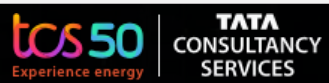 tcs 50
Experience energy
TATA
CONSULTANCY
SERVICES